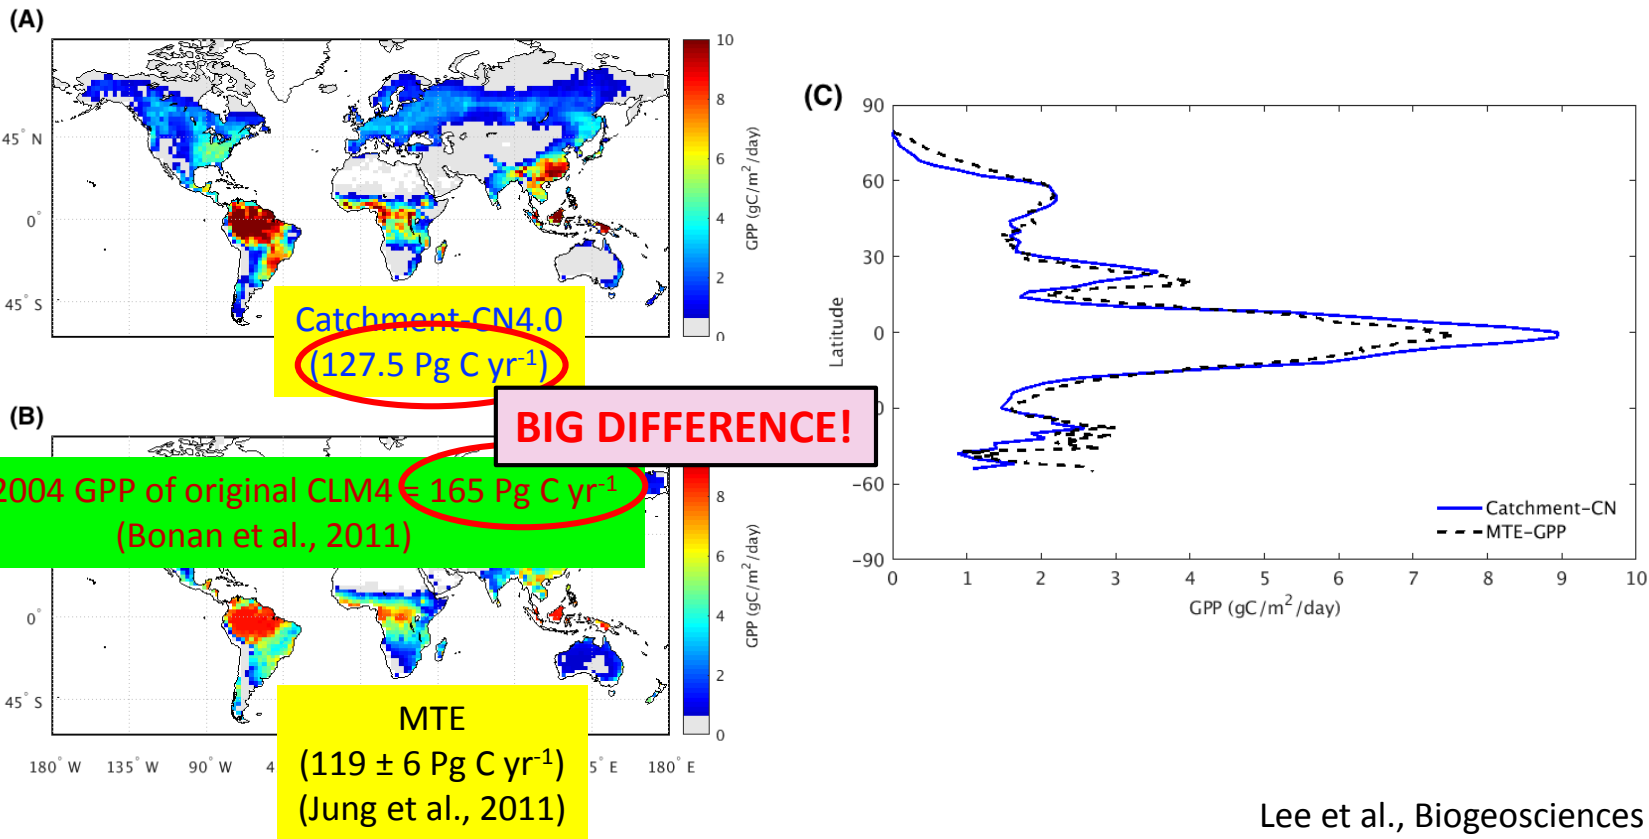 (A)
45° N
0°
45° S
10
8
6
4
2
0
GPP (gC/m²/day)
Catchment-CN4.0
(127.5 Pg C yr⁻¹)
BIG DIFFERENCE!
(B)
2004 GPP of original CLM4 = 165 Pg C yr⁻¹
(Bonan et al., 2011)
0°
45° S
180° W
135° W
90° W
4
5° E
180° E
8
6
4
2
0
GPP (gC/m²/day)
MTE
(119 ± 6 Pg C yr⁻¹)
(Jung et al., 2011)
(C)
90
60
30
0
0
−60
−90
Latitude
0
1
2
3
4
5
6
7
8
9
10
GPP (gC/m²/day)
Catchment-CN
MTE-GPP
Lee et al., Biogeosciences